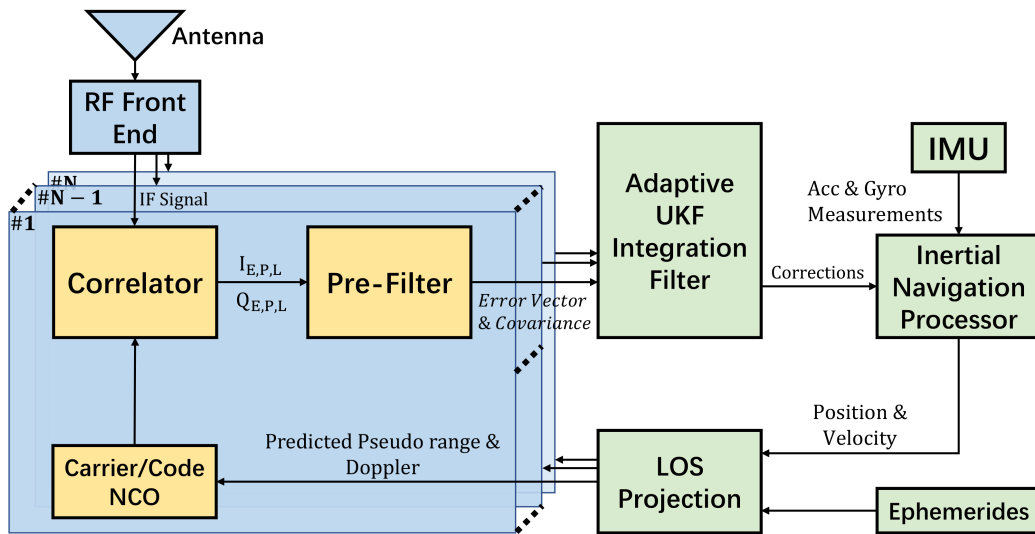 Antenna
RF Front
End
#N
#N − 1
#1
IF Signal
Correlator
I_E,P,L
Q_E,P,L
Pre-Filter
Error Vector
& Covariance
Adaptive
UKF
Integration
Filter
Corrections
IMU
Acc & Gyro
Measurements
Inertial
Navigation
Processor
Position &
Velocity
Predicted Pseudo range &
Doppler
Carrier/Code
NCO
LOS
Projection
Ephemerides